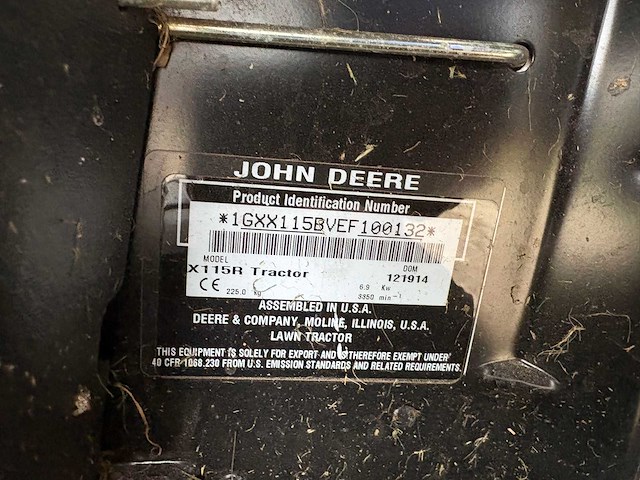 JOHN DEERE
Product Identification Number
*1GXX115BVEF100132*
MODEL DOM
X115R Tractor 121914
CE 225.0 kg 6.9 Kw
3350 min⁻¹
ASSEMBLED IN U.S.A.
DEERE & COMPANY, MOLINE, ILLINOIS, U.S.A.
LAWN TRACTOR
THIS EQUIPMENT IS SOLELY FOR EXPORT AND IS THEREFORE EXEMPT UNDER
40 CFR 1068.230 FROM U.S. EMISSION STANDARDS AND RELATED REQUIREMENTS.